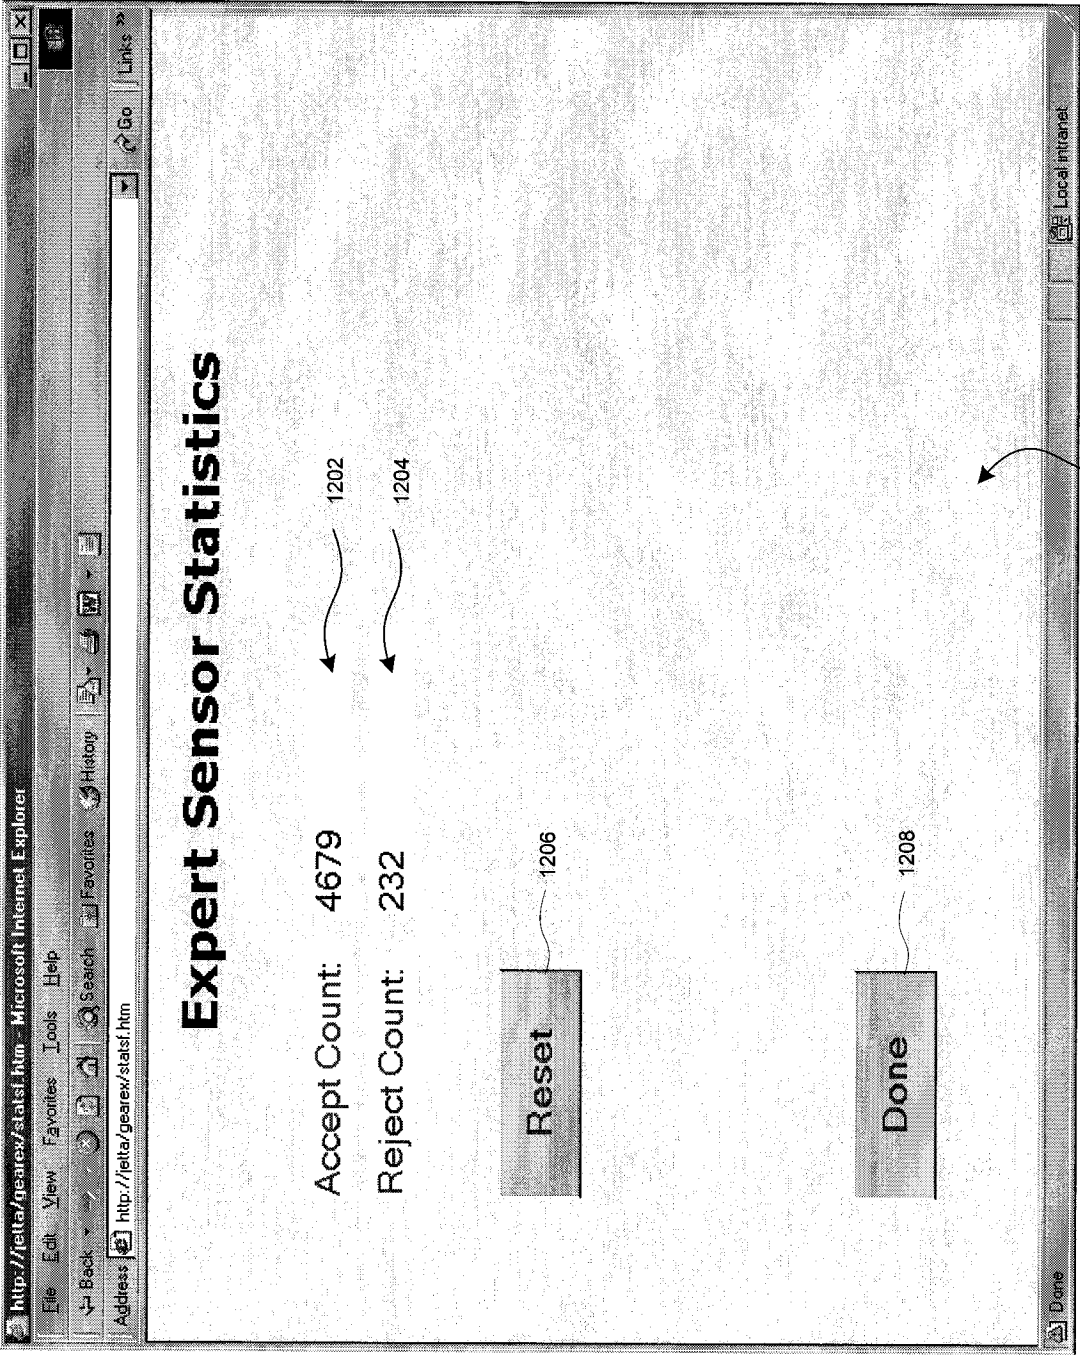 http://jetta/gearex/statsf.htm - Microsoft Internet Explorer
File Edit View Favorites Tools Help
Back Search Favorites History
Address http://jetta/gearex/statsf.htm Go Links »
Expert Sensor Statistics
Accept Count: 4679 1202
Reject Count: 232 1204
Reset 1206
Done 1208
Done Local intranet